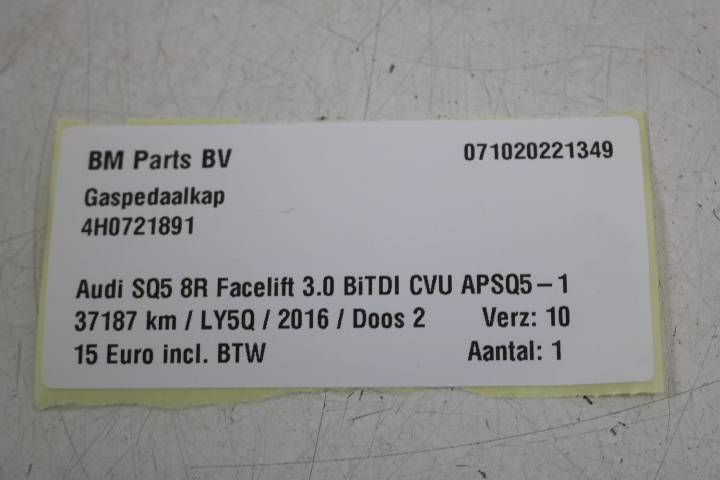 BM Parts BV 071020221349
Gaspedaalkap
4H0721891
Audi SQ5 8R Facelift 3.0 BiTDI CVU APSQ5-1
37187 km / LY5Q / 2016 / Doos 2 Verz: 10
15 Euro incl. BTW Aantal: 1